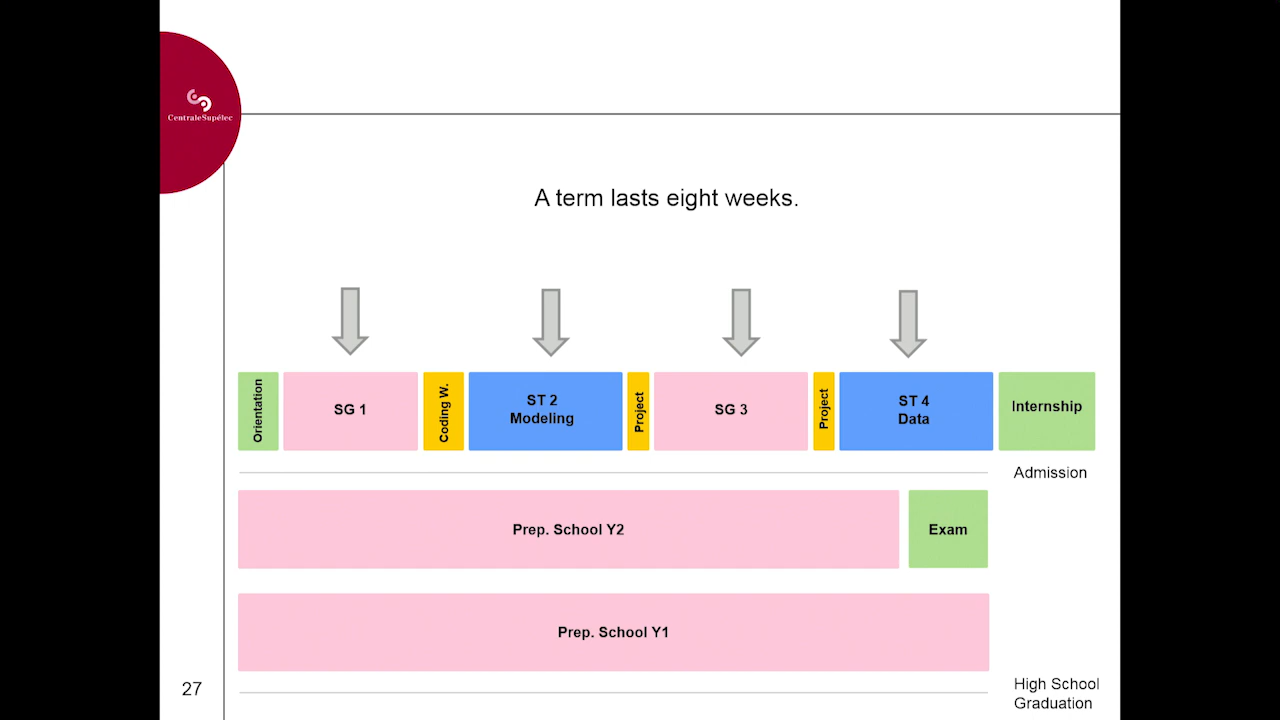 CentraleSupélec
A term lasts eight weeks.
Orientation
SG 1
Coding W.
ST 2
Modeling
Project
SG 3
Project
ST 4
Data
Internship
Admission
Prep. School Y2
Exam
Prep. School Y1
High School
Graduation
27